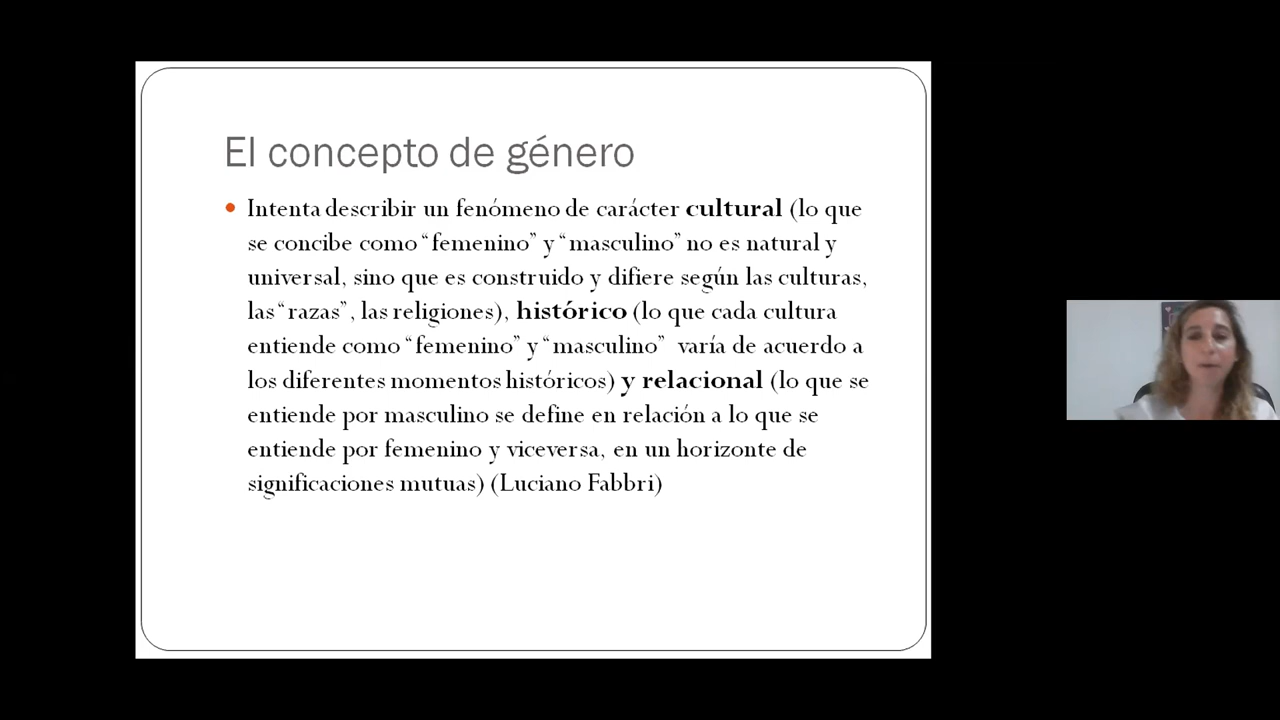 El concepto de género
Intenta describir un fenómeno de carácter cultural (lo que
se concibe como “femenino” y “masculino” no es natural y
universal, sino que es construido y difiere según las culturas,
las “razas”, las religiones), histórico (lo que cada cultura
entiende como “femenino” y “masculino” varía de acuerdo a
los diferentes momentos históricos) y relacional (lo que se
entiende por masculino se define en relación a lo que se
entiende por femenino y viceversa, en un horizonte de
significaciones mutuas) (Luciano Fabbri)